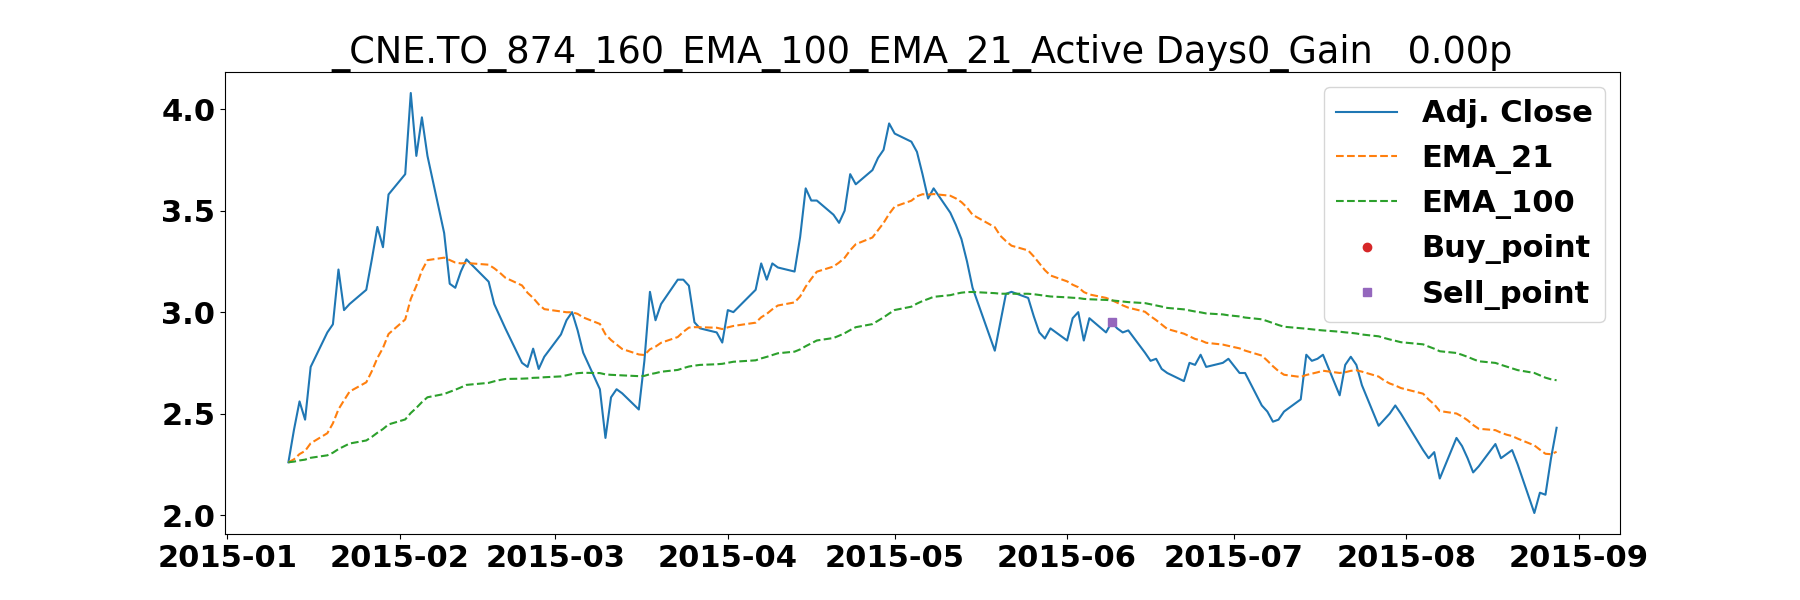 _CNE.TO_874_160_EMA_100_EMA_21_Active Days0_Gain   0.00p
4.0
3.5
3.0
2.5
2.0
Adj. Close
EMA_21
EMA_100
Buy_point
Sell_point
2015-01 2015-02 2015-03 2015-04 2015-05 2015-06 2015-07 2015-08 2015-09